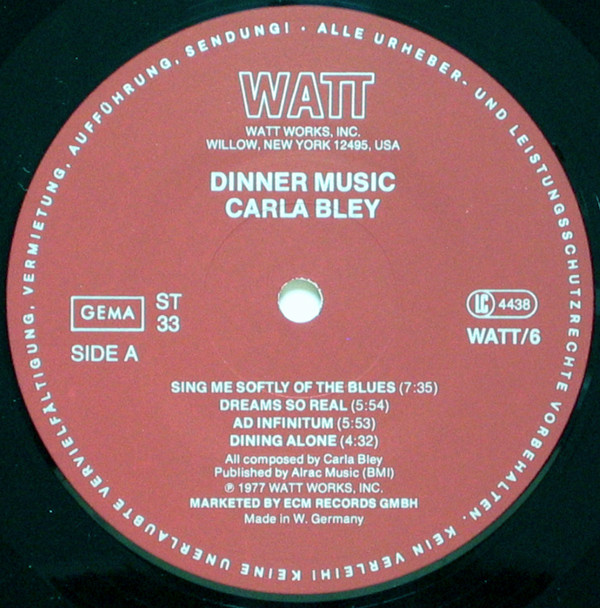 ALLE URHEBER- UND LEISTUNGSSCHUTZRECHTE VORBEHALTEN. KEIN VERLEIH! KEINE UNERLAUBTE VERVIELFÄLTIGUNG, VERMIETUNG, AUFFÜHRUNG, SENDUNG! •
WATT
WATT WORKS, INC.
WILLOW, NEW YORK 12495, USA
DINNER MUSIC
CARLA BLEY
GEMA
ST
33
SIDE A
LC 4438
WATT/6
SING ME SOFTLY OF THE BLUES (7:35)
DREAMS SO REAL (5:54)
AD INFINITUM (5:53)
DINING ALONE (4:32)
All composed by Carla Bley
Published by Alrac Music (BMI)
℗ 1977 WATT WORKS, INC.
MARKETED BY ECM RECORDS GMBH
Made in W. Germany